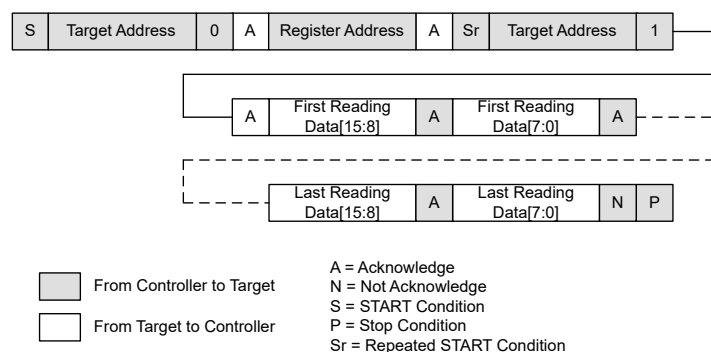 S Target Address 0 A Register Address A Sr Target Address 1
A First Reading Data[15:8] A First Reading Data[7:0] A
Last Reading Data[15:8] A Last Reading Data[7:0] N P
From Controller to Target
From Target to Controller
A = Acknowledge
N = Not Acknowledge
S = START Condition
P = Stop Condition
Sr = Repeated START Condition